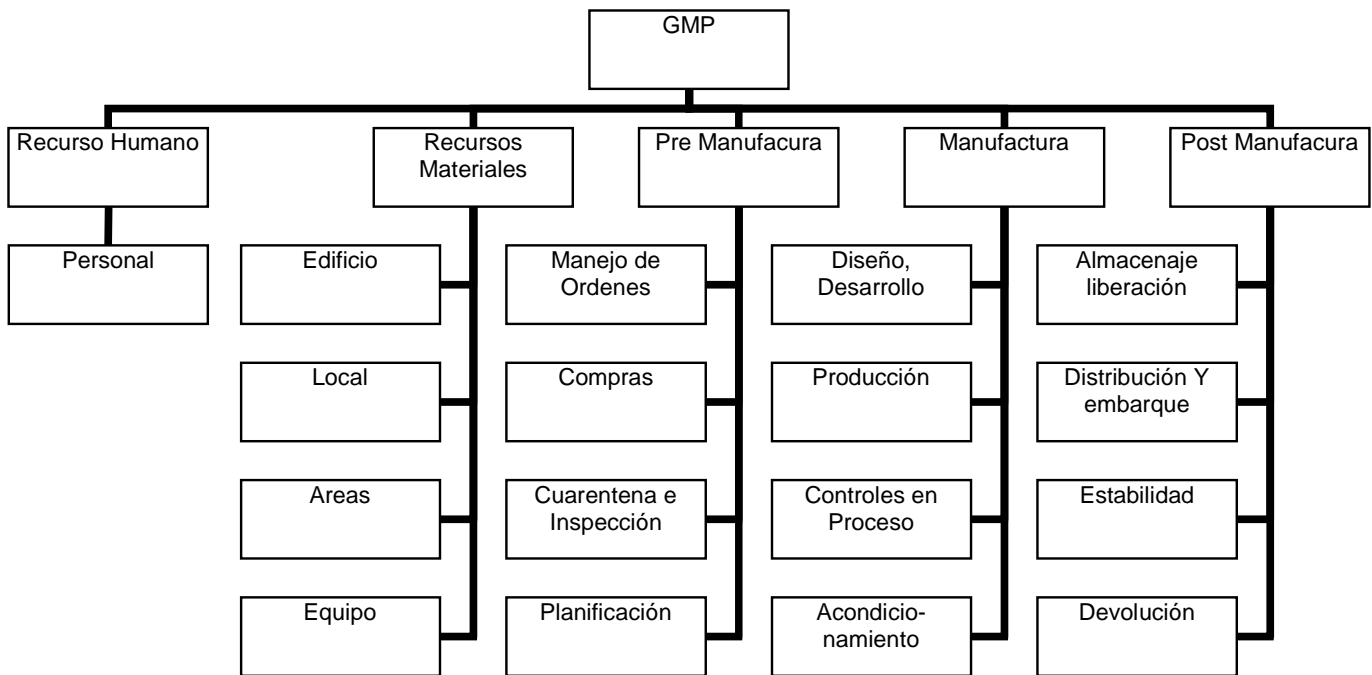 GMP
Recurso Humano
Recursos
Materiales
Pre Manufacura
Manufactura
Post Manufacura
Personal
Edificio
Manejo de
Ordenes
Diseño,
Desarrollo
Almacenaje
liberación
Local
Compras
Producción
Distribución Y
embarque
Areas
Cuarentena e
Inspección
Controles en
Proceso
Estabilidad
Equipo
Planificación
Acondicio-
namiento
Devolución